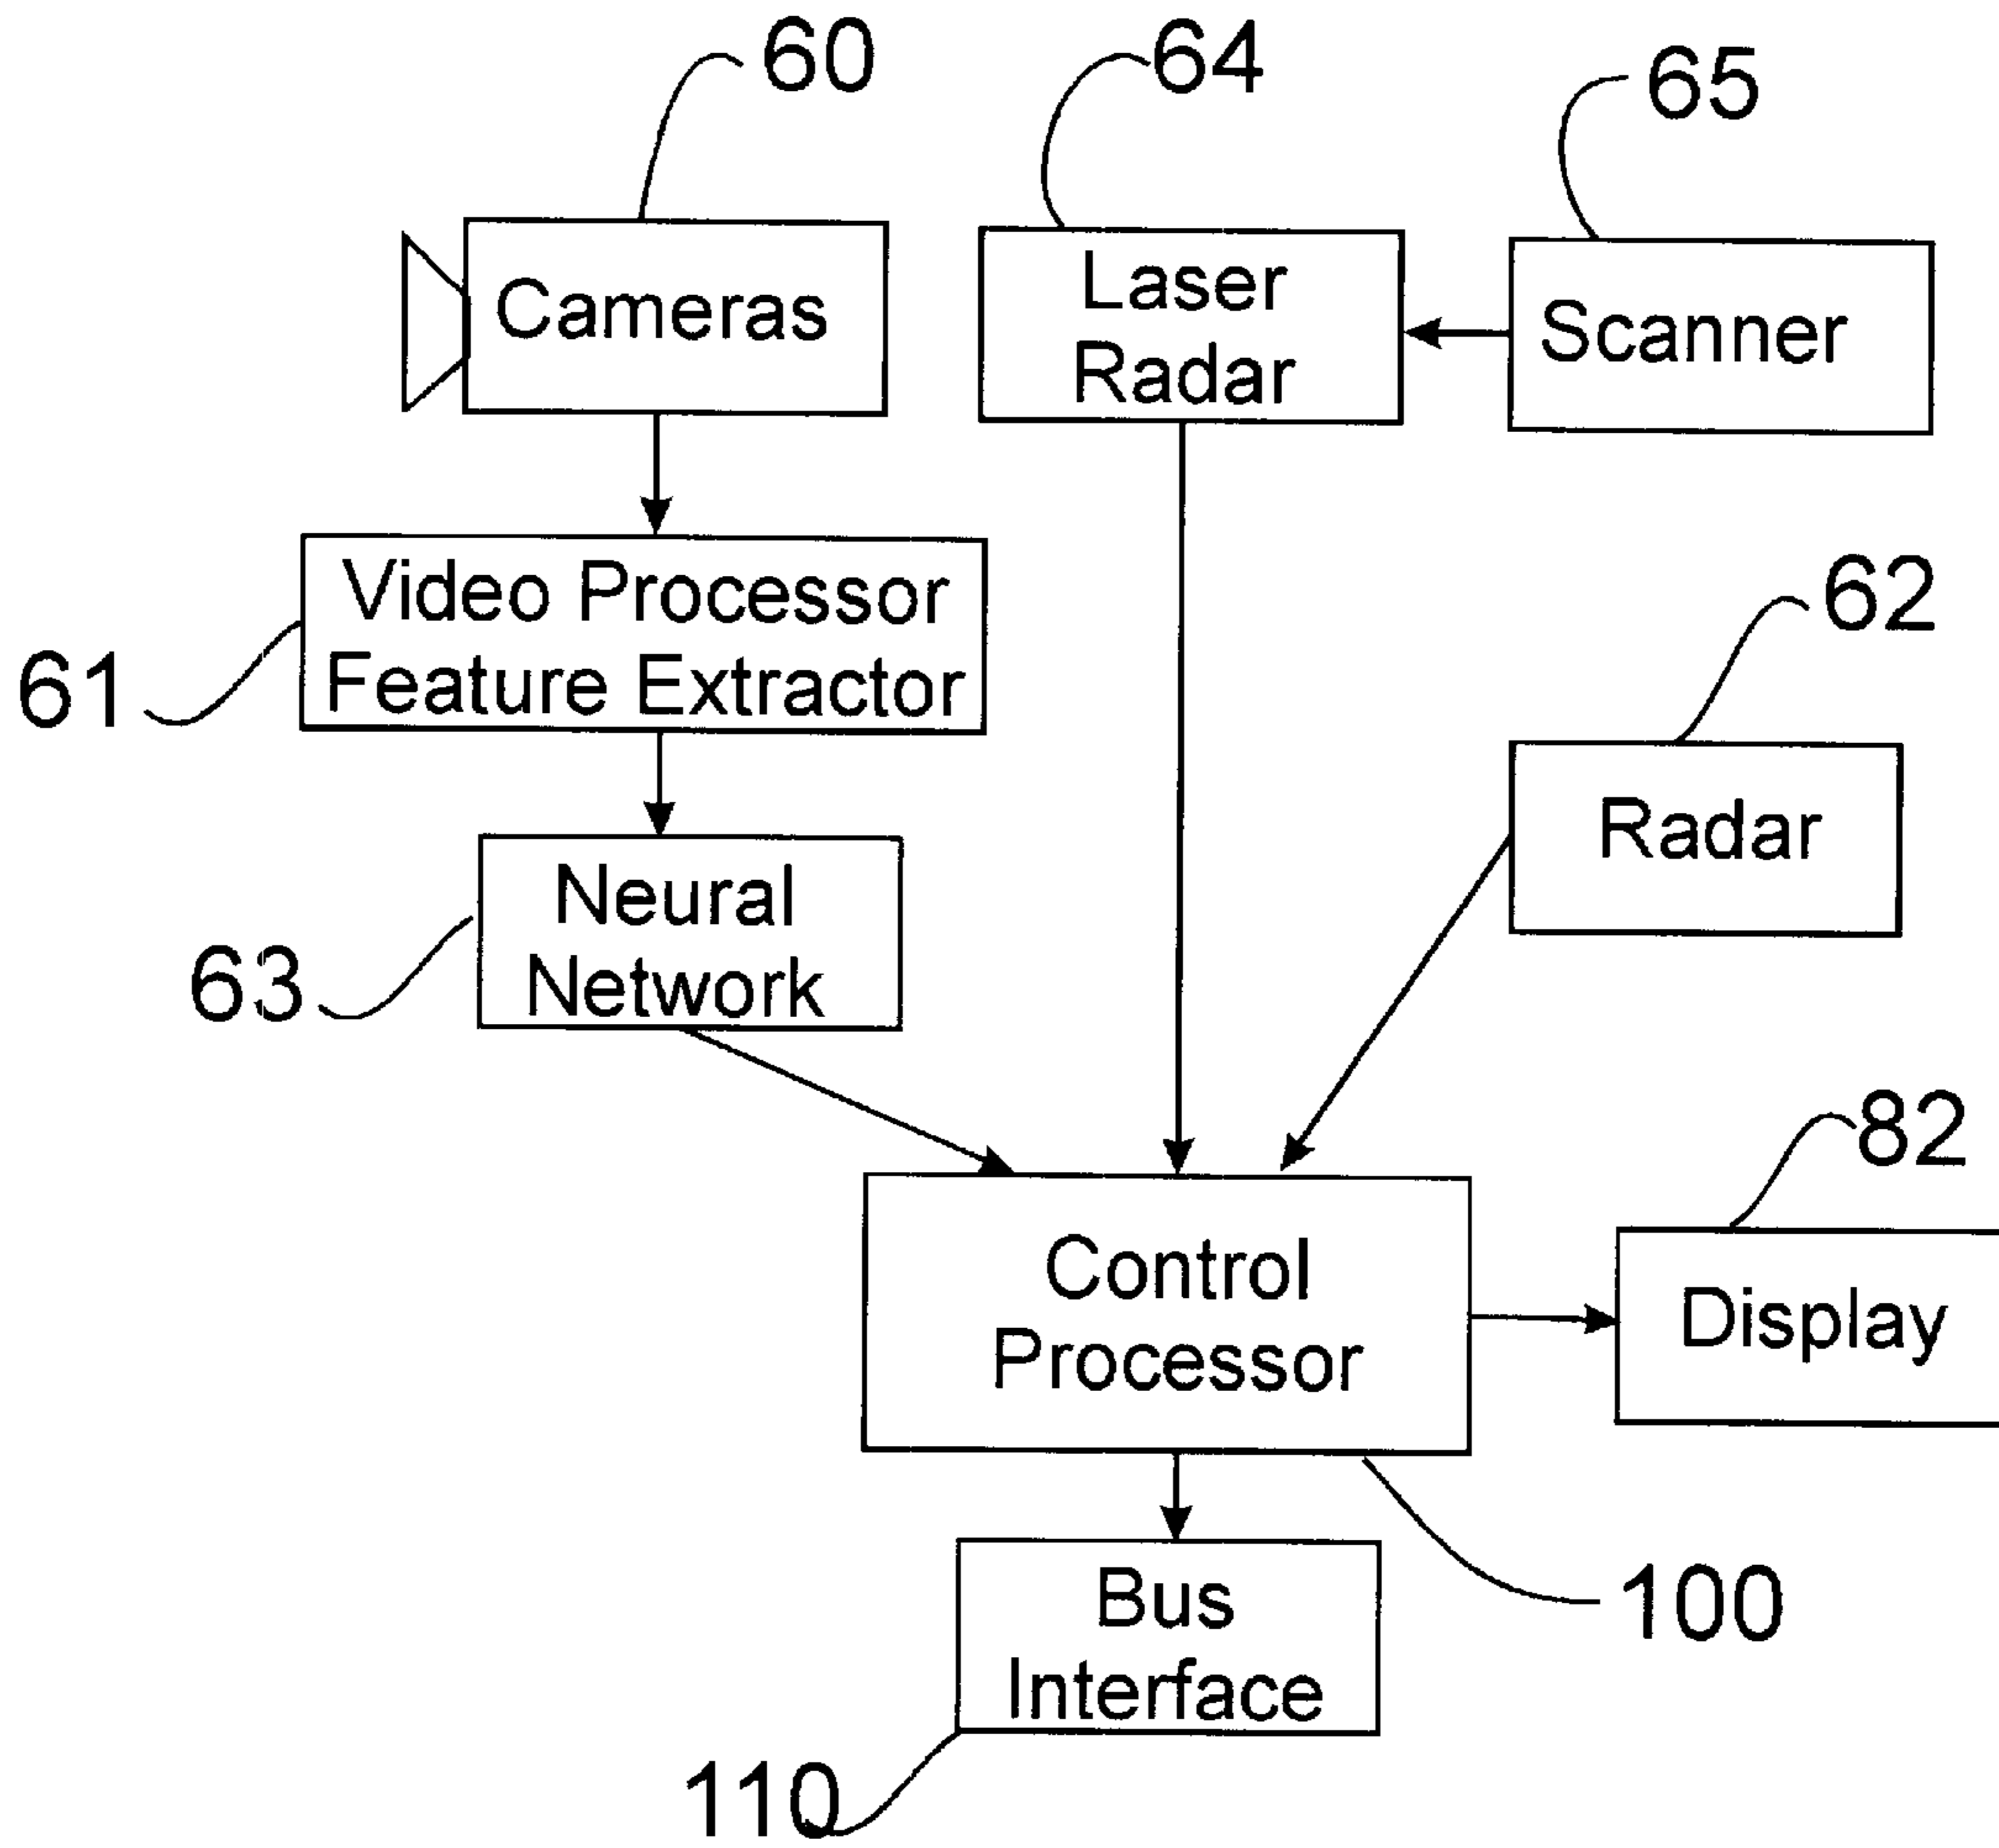 60
64
65
Cameras
Laser
Radar
Scanner
Video Processor
Feature Extractor
61
62
Radar
Neural
Network
63
82
Control
Processor
Display
Bus
Interface
100
110